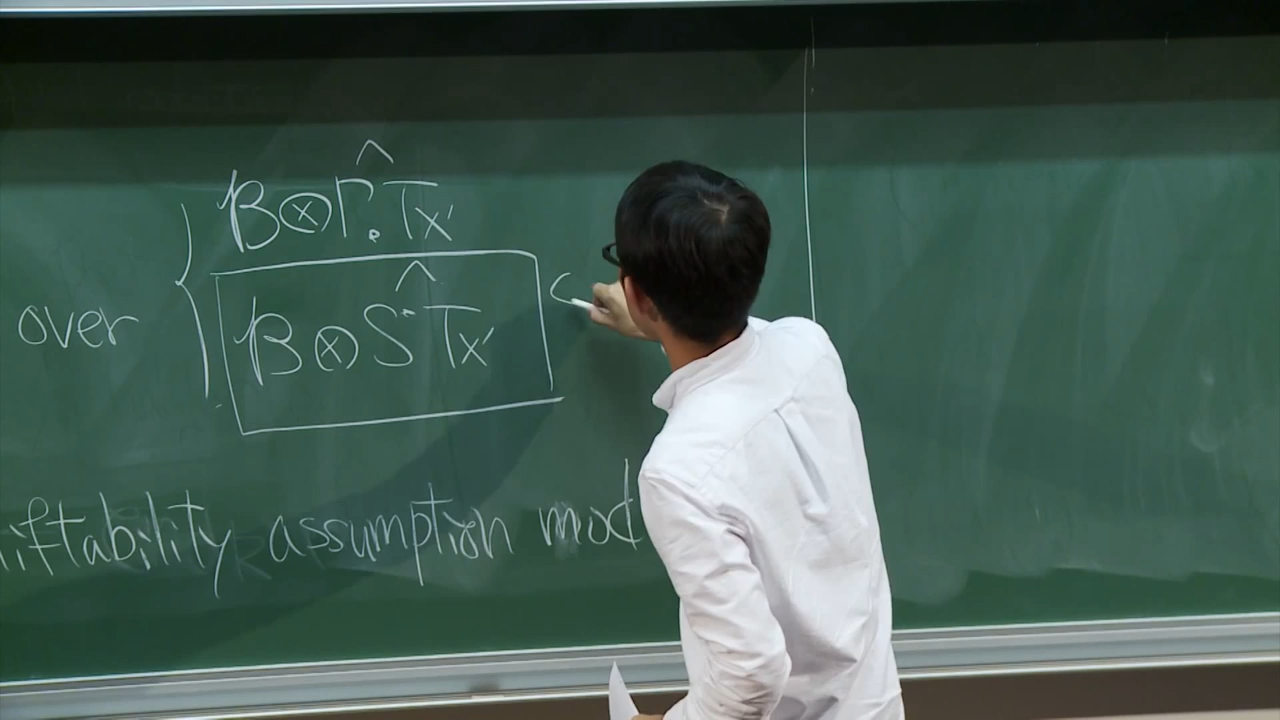 B⊗Γ̂.Tx'
over
B⊗Ŝ˙Tx'
iftability assumption mod